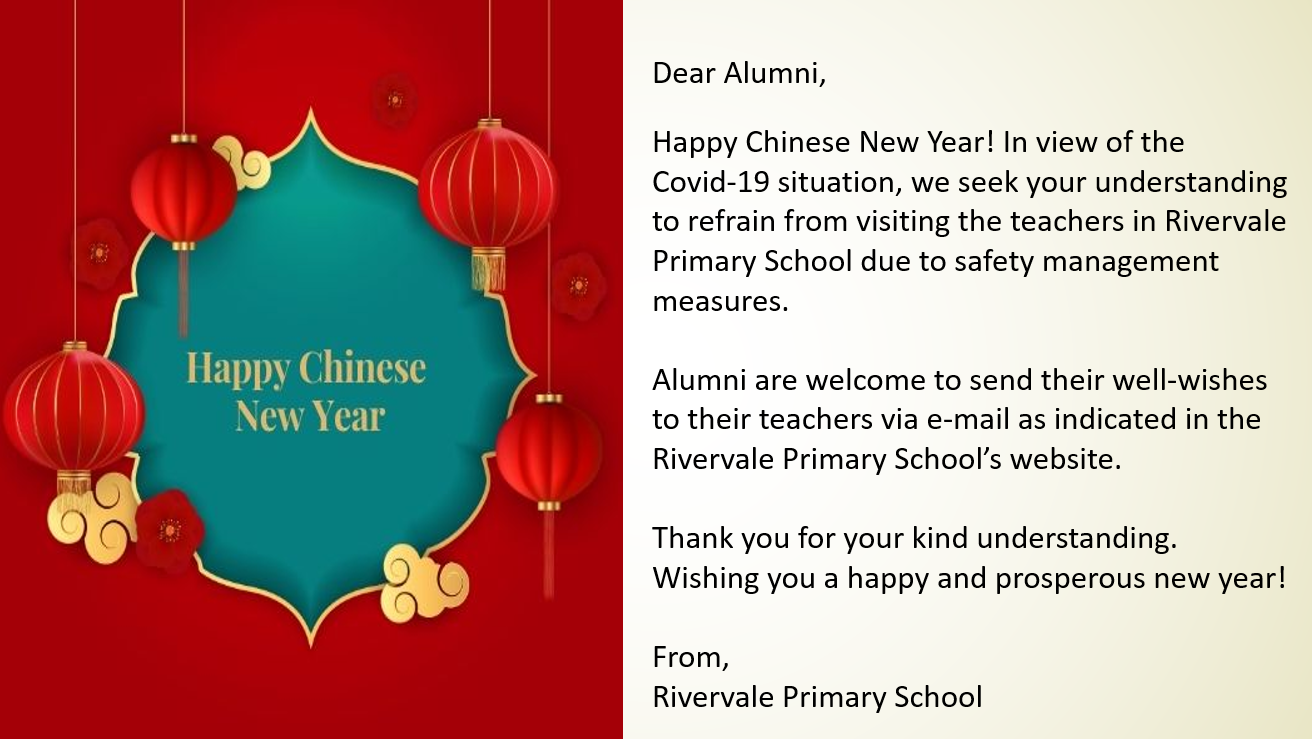 Happy Chinese
New Year
Dear Alumni,
Happy Chinese New Year! In view of the
Covid-19 situation, we seek your understanding
to refrain from visiting the teachers in Rivervale
Primary School due to safety management
measures.
Alumni are welcome to send their well-wishes
to their teachers via e-mail as indicated in the
Rivervale Primary School’s website.
Thank you for your kind understanding.
Wishing you a happy and prosperous new year!
From,
Rivervale Primary School